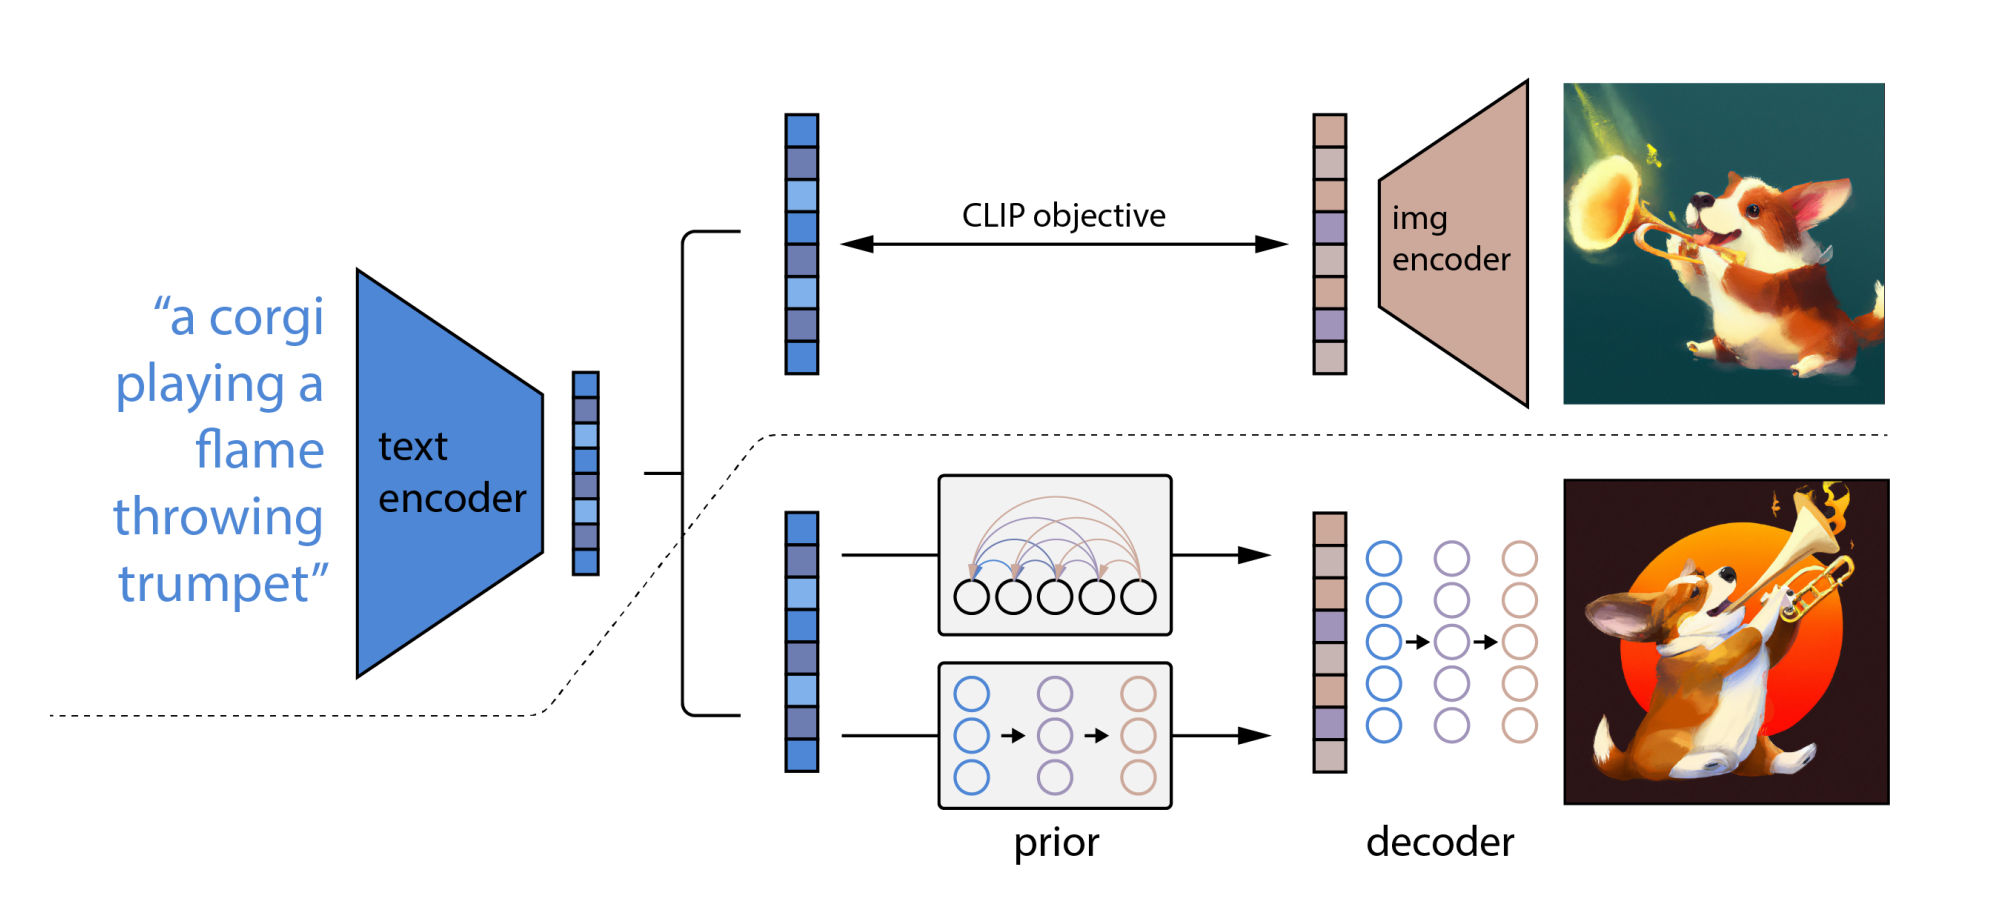 “a corgi
playing a
flame
throwing
trumpet”
text
encoder
CLIP objective
img
encoder
prior
decoder